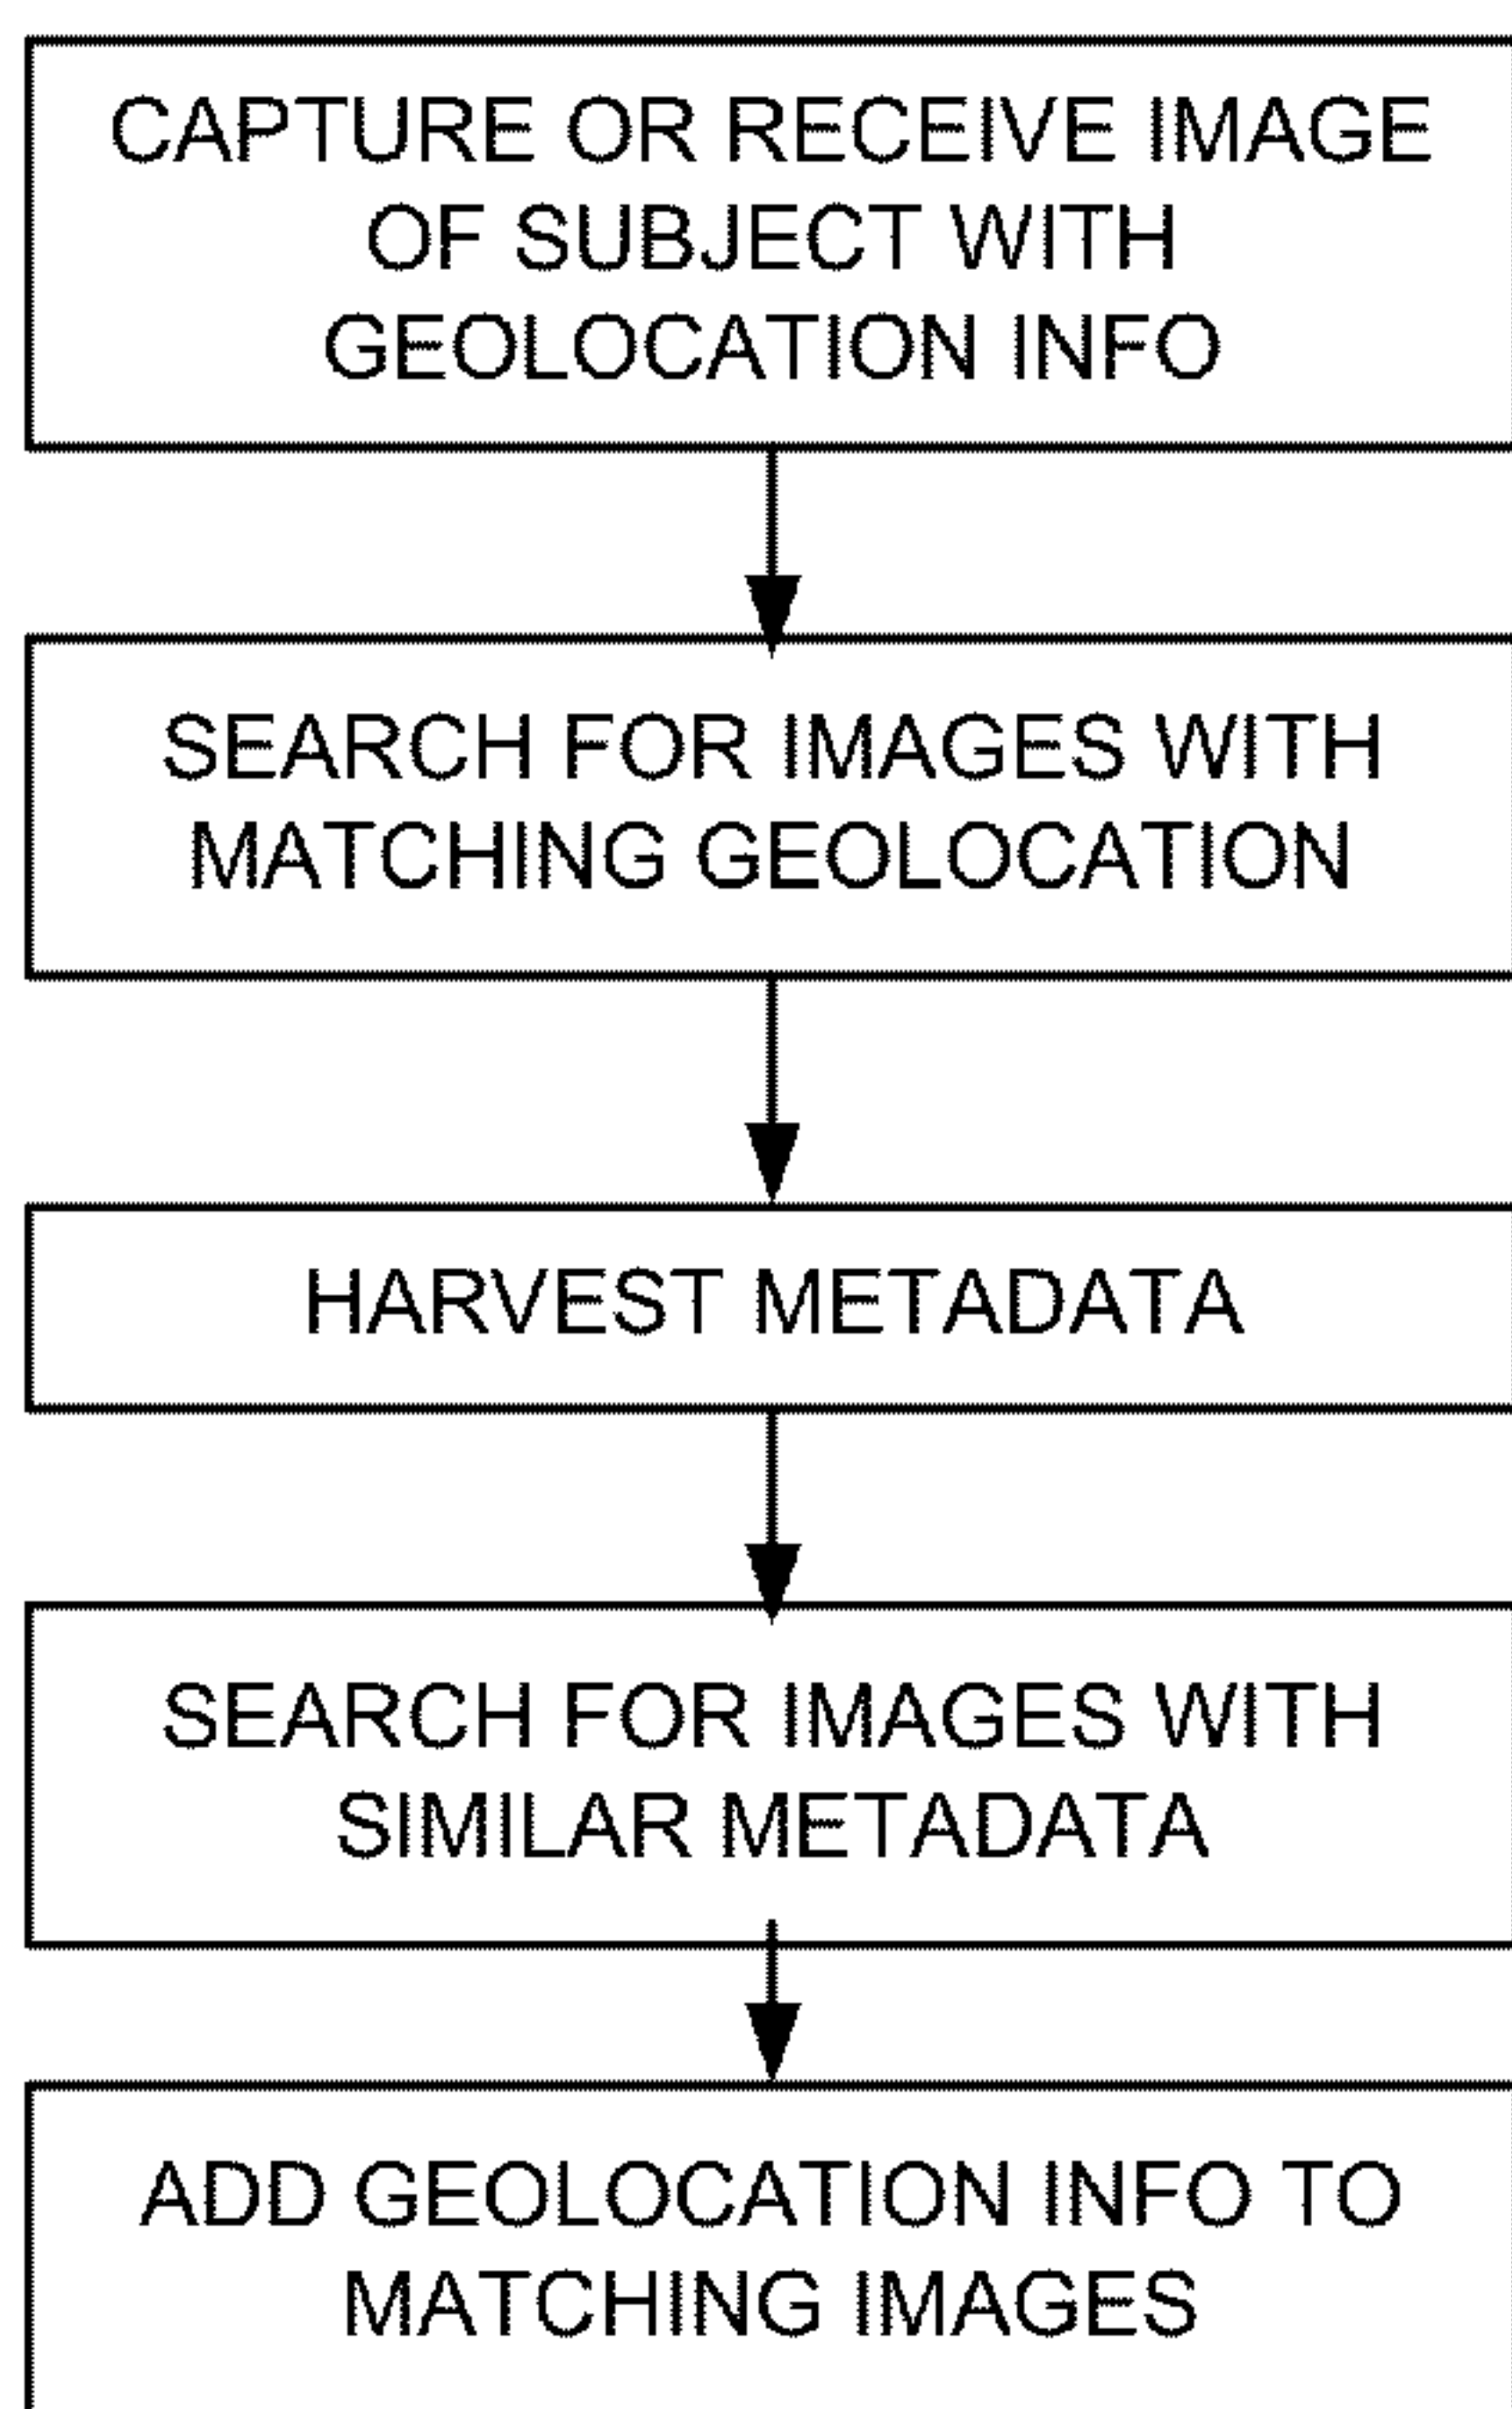 CAPTURE OR RECEIVE IMAGE
OF SUBJECT WITH
GEOLOCATION INFO
SEARCH FOR IMAGES WITH
MATCHING GEOLOCATION
HARVEST METADATA
SEARCH FOR IMAGES WITH
SIMILAR METADATA
ADD GEOLOCATION INFO TO
MATCHING IMAGES